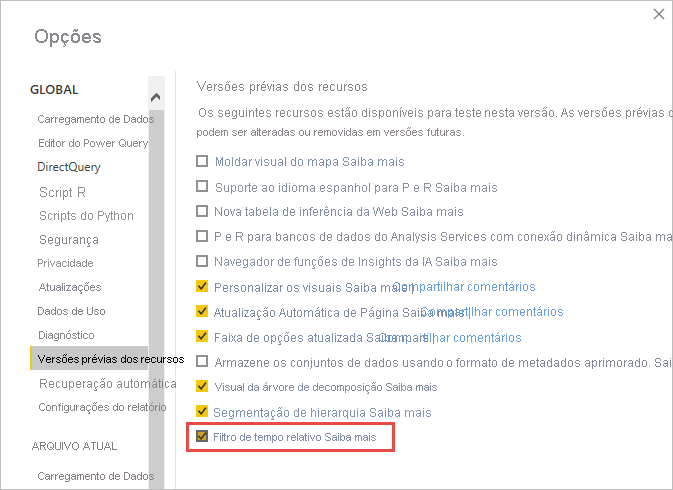 Opções
GLOBAL
Carregamento de Dados
Editor do Power Query
DirectQuery
Script R
Scripts do Python
Segurança
Privacidade
Atualizações
Dados de Uso
Diagnóstico
Versões prévias dos recursos
Recuperação automática
Configurações do relatório
ARQUIVO ATUAL
Carregamento de Dados
Versões prévias dos recursos
Os seguintes recursos estão disponíveis para teste nesta versão. As versões prévias d
podem ser alteradas ou removidas em versões futuras.
Moldar visual do mapa Saiba mais
Suporte ao idioma espanhol para P e R Saiba mais
Nova tabela de inferência da Web Saiba mais
P e R para bancos de dados do Analysis Services com conexão dinâmica Saiba ma
Navegador de funções de Insights da IA Saiba mais
Personalizar os visuais Saiba mais | Compartilhar comentários
Atualização Automática de Página Saiba mais | Compartilhar comentários
Faixa de opções atualizada Saiba mais | Compartilhar comentários
Armazene os conjuntos de dados usando o formato de metadados aprimorado. Sai
Visual da árvore de decomposição Saiba mais
Segmentação de hierarquia Saiba mais
Filtro de tempo relativo Saiba mais